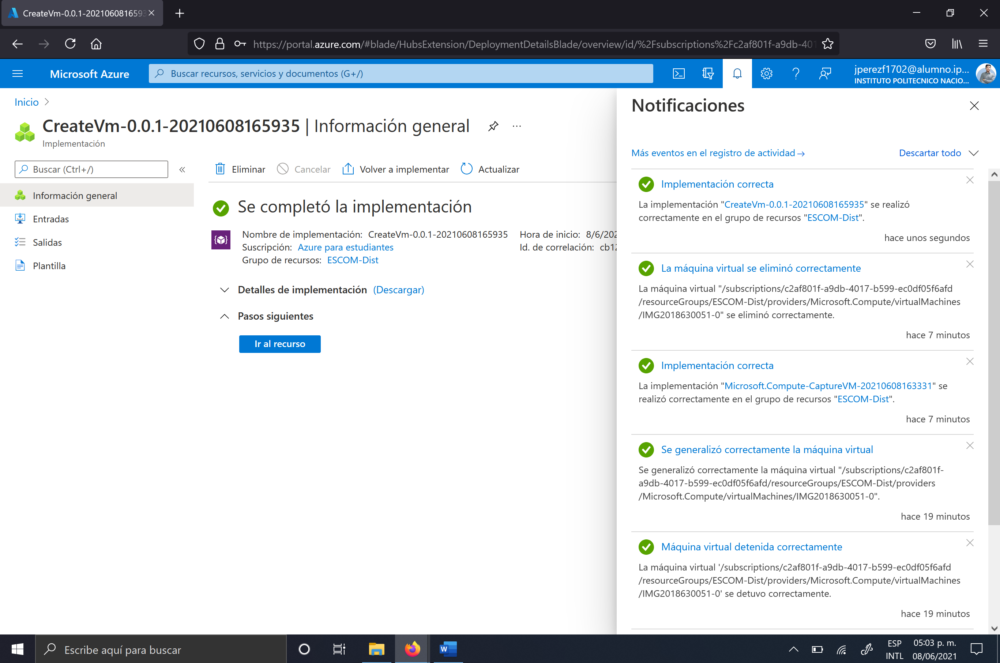 CreateVm-0.0.1-20210608165935
https://portal.azure.com/#blade/HubsExtension/DeploymentDetailsBlade/overview/id/%2Fsubscriptions%2Fc2af801f-a9db-401
Microsoft Azure
Buscar recursos, servicios y documentos (G+/)
jperezf1702@alumno.ip...
INSTITUTO POLITECNICO NACIO...
Inicio
CreateVm-0.0.1-20210608165935 | Información general
Implementación
Buscar (Ctrl+/)
Información general
Entradas
Salidas
Plantilla
Eliminar
Cancelar
Volver a implementar
Actualizar
Se completó la implementación
Nombre de implementación: CreateVm-0.0.1-20210608165935
Suscripción: Azure para estudiantes
Grupo de recursos: ESCOM-Dist
Hora de inicio: 8/6/202
Id. de correlación: cb12
Detalles de implementación (Descargar)
Pasos siguientes
Ir al recurso
Notificaciones
Más eventos en el registro de actividad→
Descartar todo
Implementación correcta
La implementación "CreateVm-0.0.1-20210608165935" se realizó
correctamente en el grupo de recursos "ESCOM-Dist".
hace unos segundos
La máquina virtual se eliminó correctamente
La máquina virtual "/subscriptions/c2af801f-a9db-4017-b599-ec0df05f6afd
/resourceGroups/ESCOM-Dist/providers/Microsoft.Compute/virtualMachines
/IMG2018630051-0" se eliminó correctamente.
hace 7 minutos
Implementación correcta
La implementación "Microsoft.Compute-CaptureVM-20210608163331" se
realizó correctamente en el grupo de recursos "ESCOM-Dist".
hace 7 minutos
Se generalizó correctamente la máquina virtual
Se generalizó correctamente la máquina virtual "/subscriptions/c2af801f-
a9db-4017-b599-ec0df05f6afd/resourceGroups/ESCOM-Dist/providers
/Microsoft.Compute/virtualMachines/IMG2018630051-0".
hace 19 minutos
Máquina virtual detenida correctamente
La máquina virtual '/subscriptions/c2af801f-a9db-4017-b599-ec0df05f6afd
/resourceGroups/ESCOM-Dist/providers/Microsoft.Compute/virtualMachines
/IMG2018630051-0' se detuvo correctamente.
hace 19 minutos
Escribe aquí para buscar
ESP
INTL
05:03 p. m.
08/06/2021